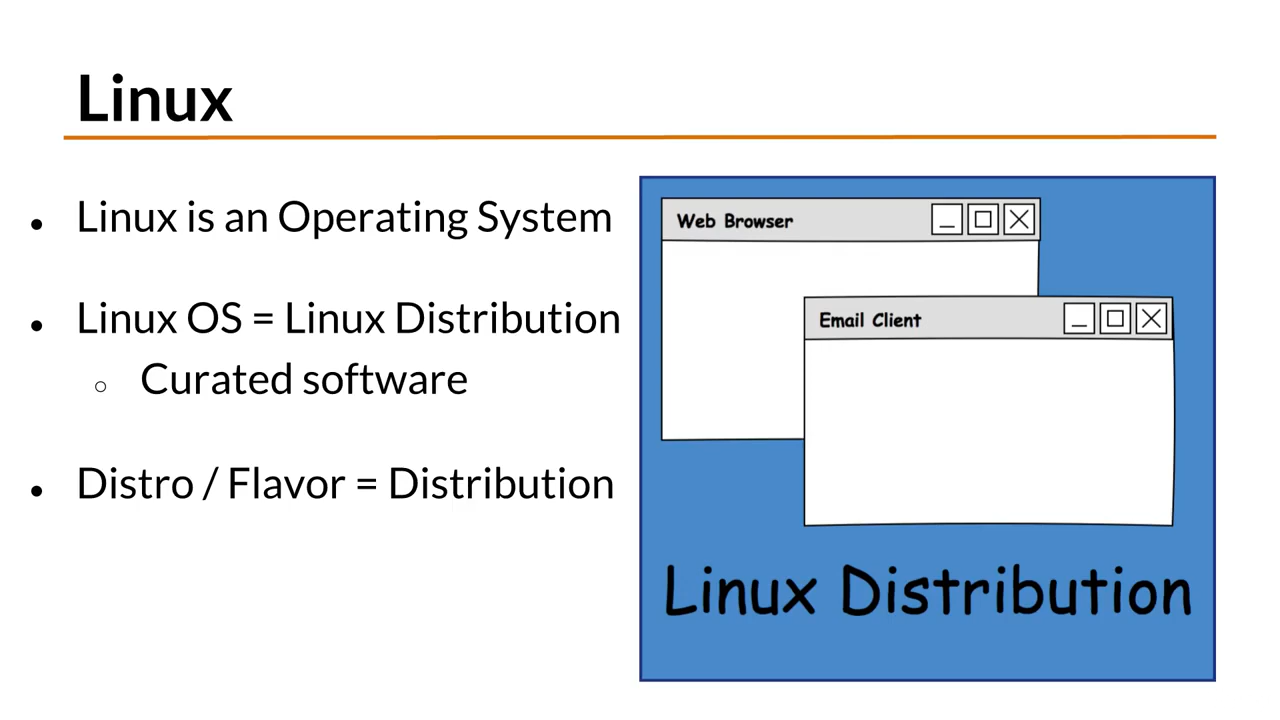 Linux
• Linux is an Operating System
• Linux OS = Linux Distribution
○ Curated software
• Distro / Flavor = Distribution
Web Browser
Email Client
Linux Distribution